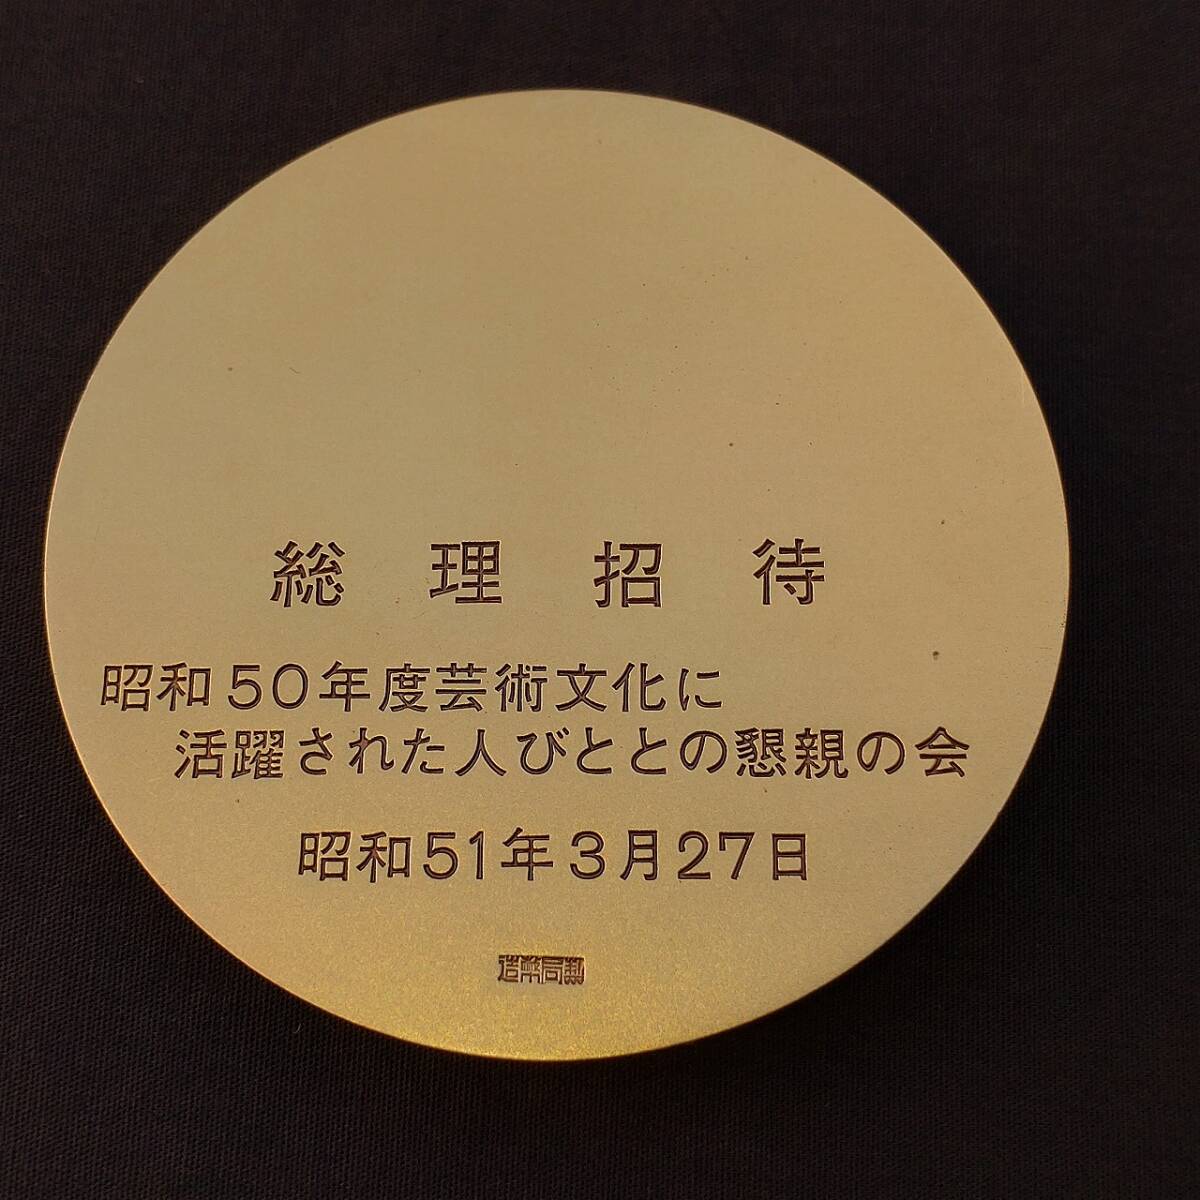 総理招待
昭和50年度芸術文化に
活躍された人びととの懇親の会
昭和51年3月27日
造幣局製